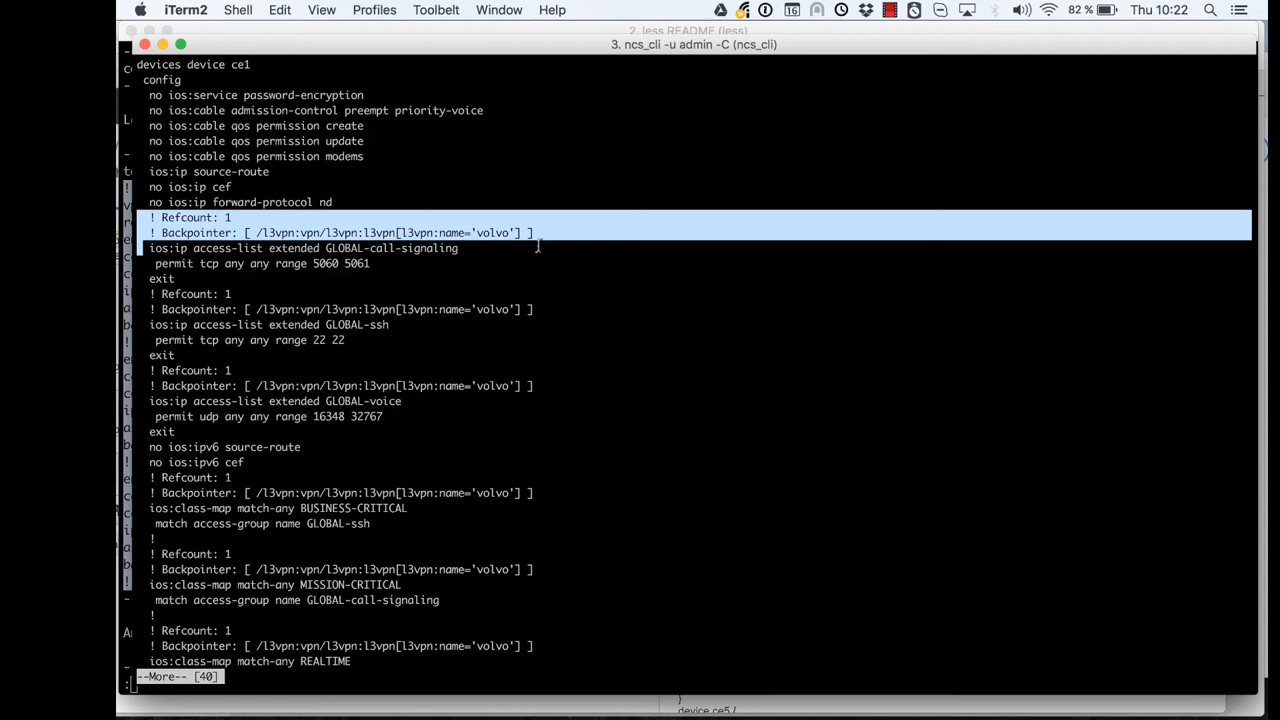 iTerm2 Shell Edit View Profiles Toolbelt Window Help 16 82 % Thu 10:22
2. less README (less)
3. ncs_cli -u admin -C (ncs_cli)
devices device ce1
config
no ios:service password-encryption
no ios:cable admission-control preempt priority-voice
no ios:cable qos permission create
no ios:cable qos permission update
no ios:cable qos permission modems
ios:ip source-route
no ios:ip cef
no ios:ip forward-protocol nd
! Refcount: 1
! Backpointer: [ /l3vpn:vpn/l3vpn:l3vpn[l3vpn:name='volvo'] ]
ios:ip access-list extended GLOBAL-call-signaling
permit tcp any any range 5060 5061
exit
! Refcount: 1
! Backpointer: [ /l3vpn:vpn/l3vpn:l3vpn[l3vpn:name='volvo'] ]
ios:ip access-list extended GLOBAL-ssh
permit tcp any any range 22 22
exit
! Refcount: 1
! Backpointer: [ /l3vpn:vpn/l3vpn:l3vpn[l3vpn:name='volvo'] ]
ios:ip access-list extended GLOBAL-voice
permit udp any any range 16348 32767
exit
no ios:ipv6 source-route
no ios:ipv6 cef
! Refcount: 1
! Backpointer: [ /l3vpn:vpn/l3vpn:l3vpn[l3vpn:name='volvo'] ]
ios:class-map match-any BUSINESS-CRITICAL
match access-group name GLOBAL-ssh
!
! Refcount: 1
! Backpointer: [ /l3vpn:vpn/l3vpn:l3vpn[l3vpn:name='volvo'] ]
ios:class-map match-any MISSION-CRITICAL
match access-group name GLOBAL-call-signaling
!
! Refcount: 1
! Backpointer: [ /l3vpn:vpn/l3vpn:l3vpn[l3vpn:name='volvo'] ]
ios:class-map match-any REALTIME
--More-- [40]
:
}
device ce5 {